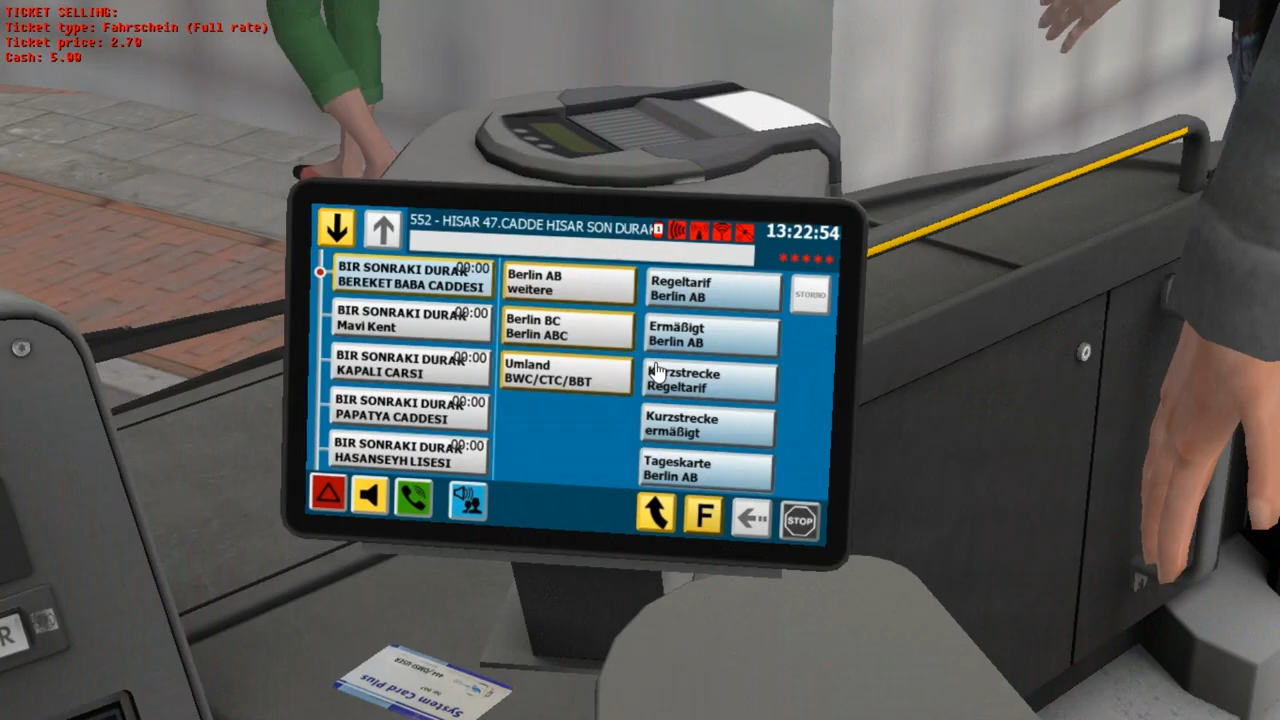 TICKET SELLING:
Ticket type: Fahrschein (Full rate)
Ticket price: 2.70
Cash: 5.00
552 - HISAR 47.CADDE HISAR SON DURAK
13:22:54
BIR SONRAKI DURAK 00:00
BEREKET BABA CADDESI
BIR SONRAKI DURAK 00:00
Mavi Kent
BIR SONRAKI DURAK 00:00
KAPALI CARSI
BIR SONRAKI DURAK 00:00
PAPATYA CADDESI
BIR SONRAKI DURAK 00:00
HASANSEYH LISESI
Berlin AB
weitere
Berlin BC
Berlin ABC
Umland
BWC/CTC/BBT
Regeltarif
Berlin AB
Ermäßigt
Berlin AB
Kurzstrecke
Regeltarif
Kurzstrecke
ermäßigt
Tageskarte
Berlin AB
*****
STORNO
F
STOP
R
System Card Plus